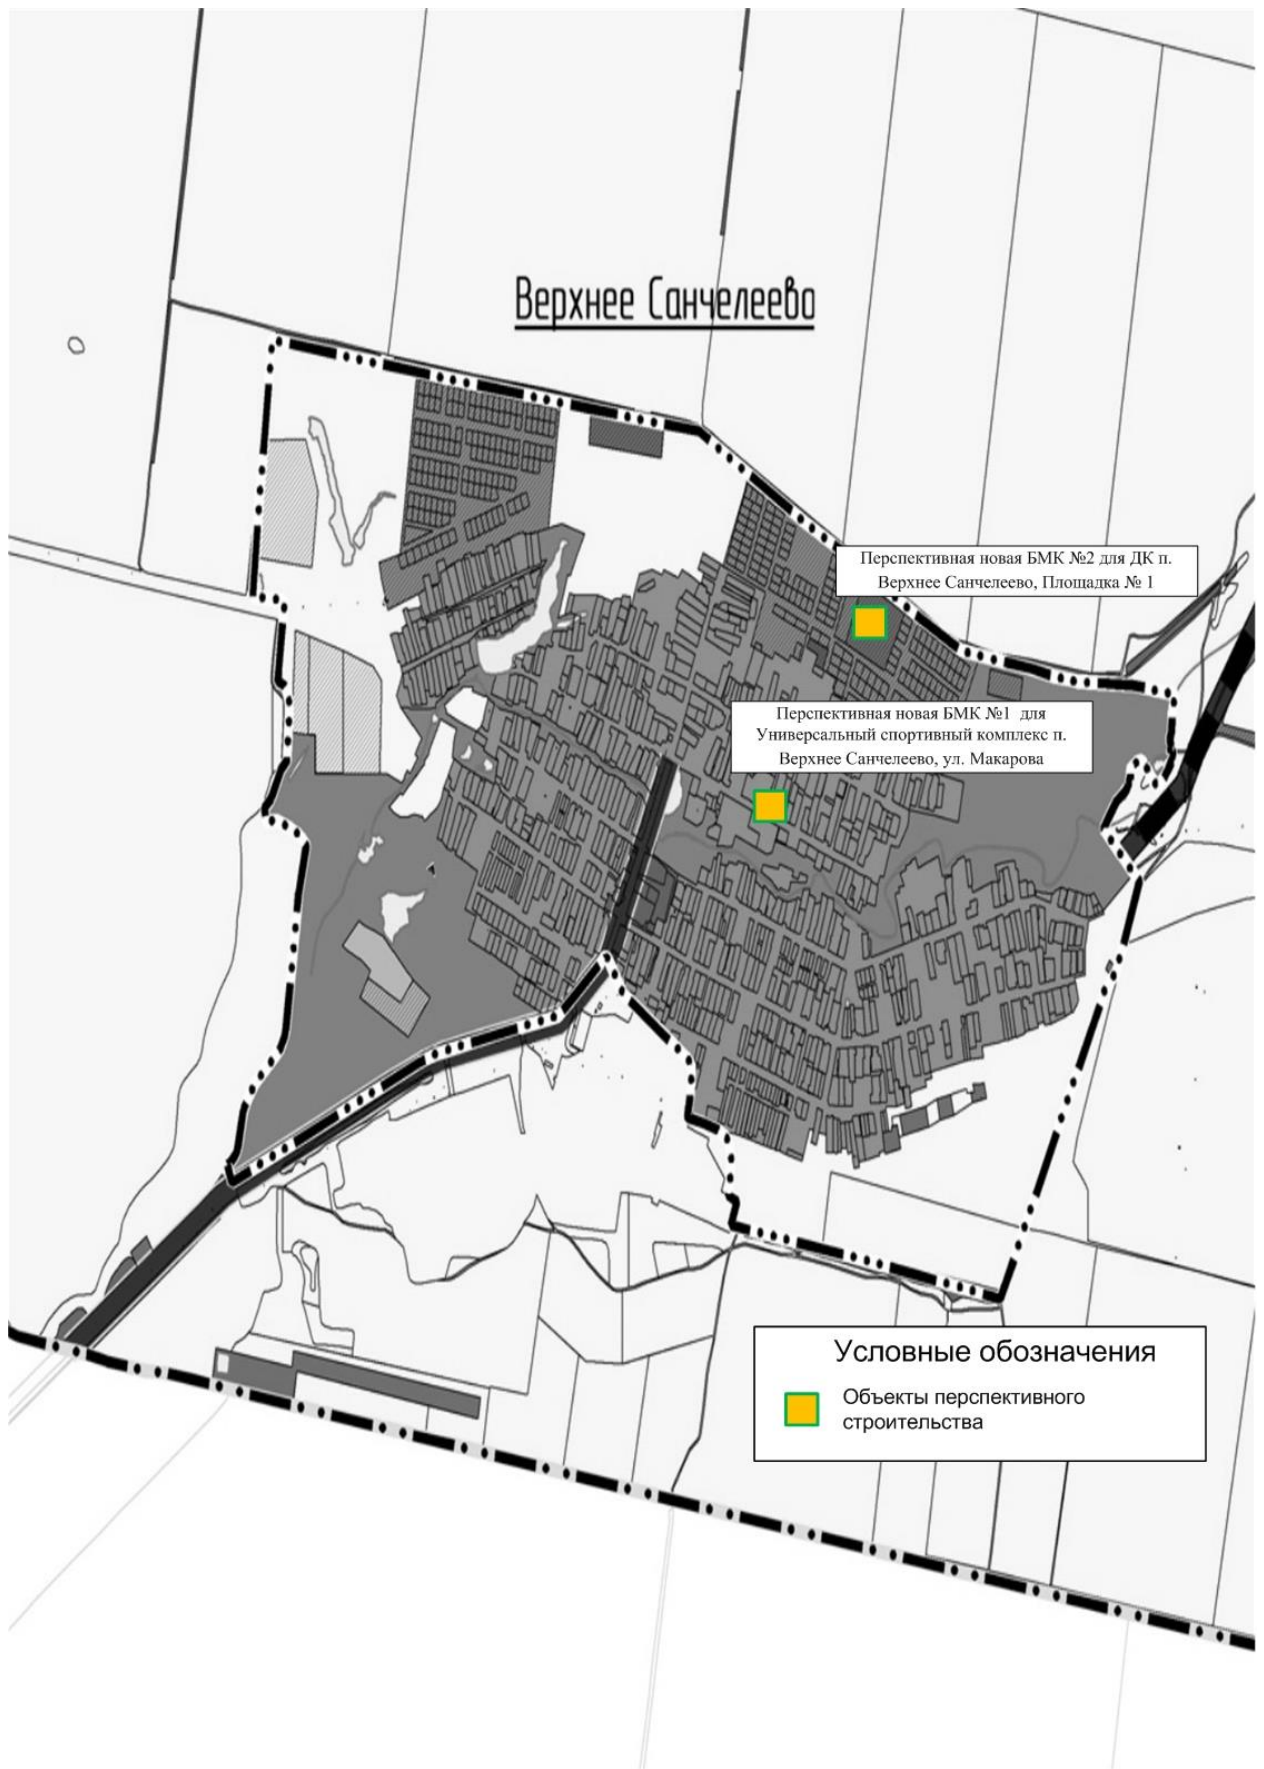 Верхнее Санчелеево
Перспективная новая БМК №2 для ДК п.
Верхнее Санчелеево, Площадка № 1
Перспективная новая БМК №1 для
Универсальный спортивный комплекс п.
Верхнее Санчелеево, ул. Макарова
Условные обозначения
Объекты перспективного
строительства